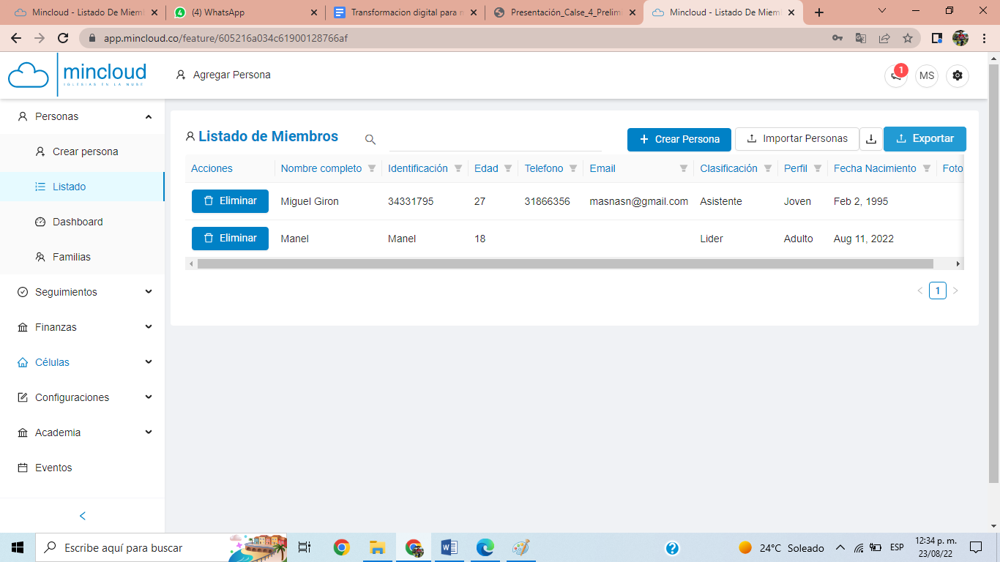 Mincloud - Listado De Miem
(4) WhatsApp
Transformacion digital para
Presentación_Calse_4_Prelim
Mincloud - Listado De Miem
app.mincloud.co/feature/605216a034c61900128766af
mincloud
IGLESIAS EN LA NUBE
Agregar Persona
1
MS
Personas
Crear persona
Listado
Dashboard
Familias
Seguimientos
Finanzas
Células
Configuraciones
Academia
Eventos
Listado de Miembros
Crear Persona
Importar Personas
Exportar
Acciones Nombre completo Identificación Edad Telefono Email Clasificación Perfil Fecha Nacimiento Foto
Eliminar Miguel Giron 34331795 27 31866356 masnasn@gmail.com Asistente Joven Feb 2, 1995
Eliminar Manel Manel 18 Lider Adulto Aug 11, 2022
1
Escribe aquí para buscar
24°C Soleado
ESP
12:34 p. m.
23/08/22